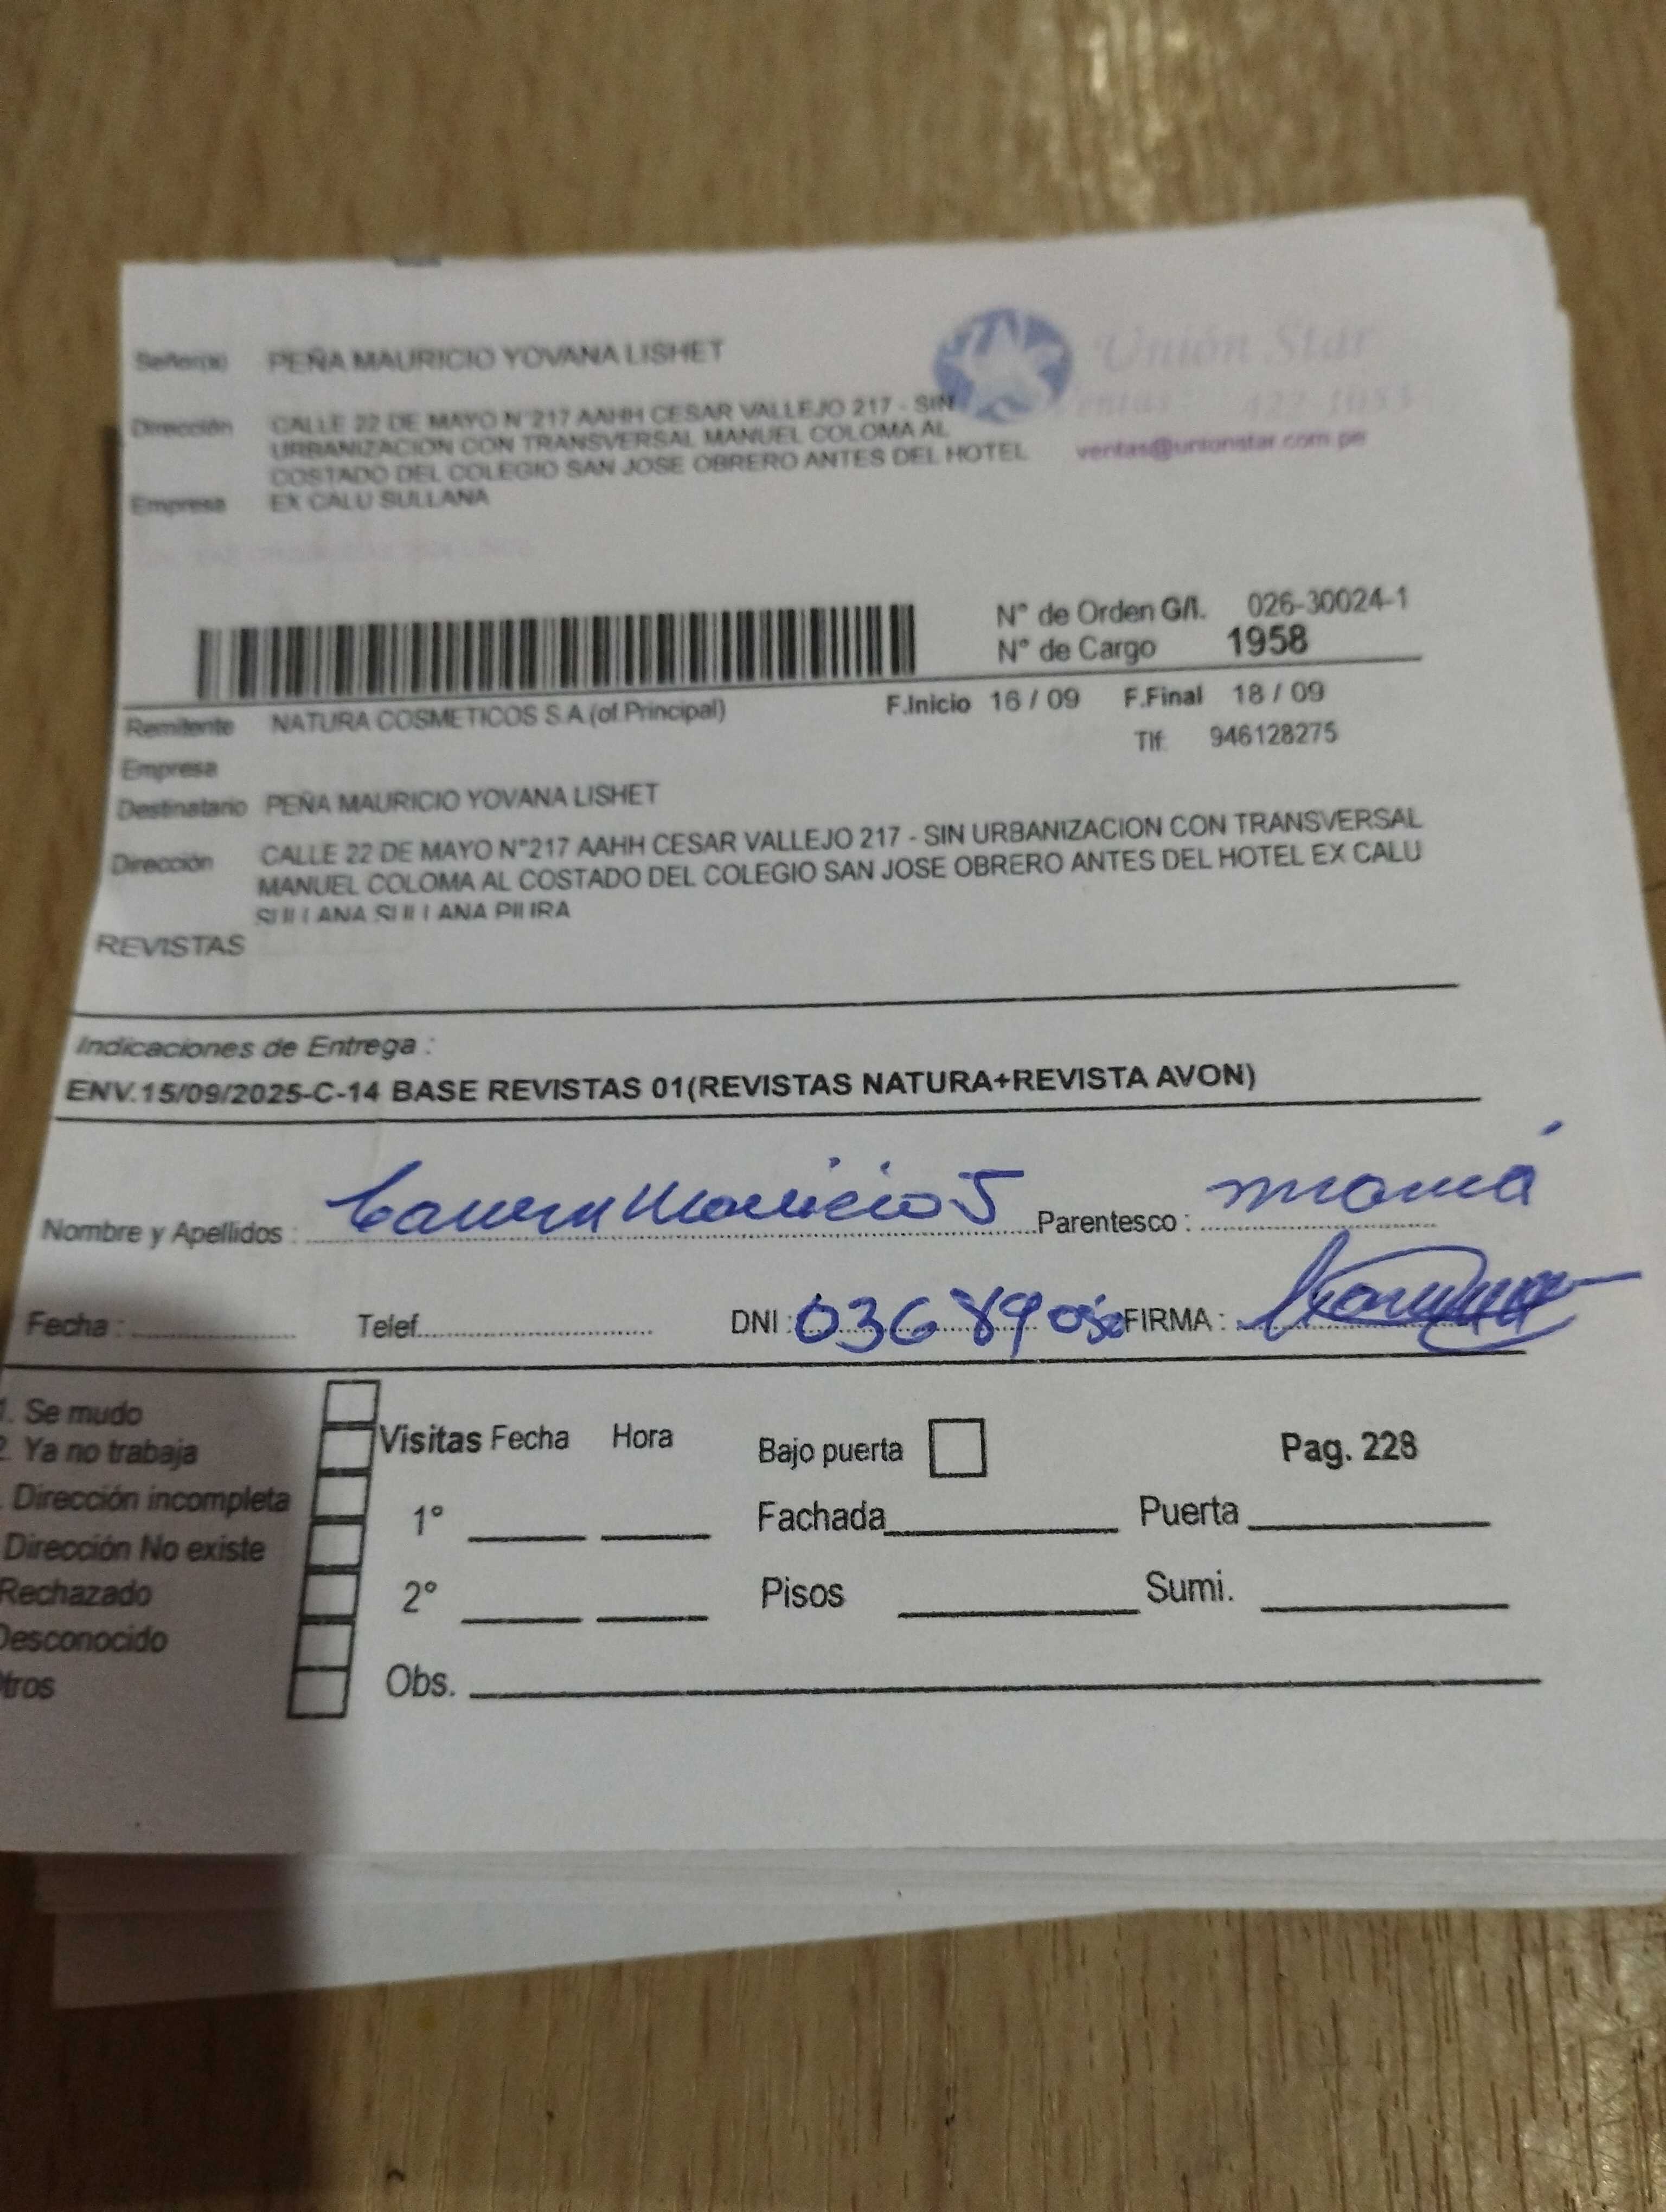 Señor(a) PEÑA MAURICIO YOVANA LISHET
Unión Star
Dirección CALLE 22 DE MAYO N°217 AAHH CESAR VALLEJO 217 - SIN
URBANIZACION CON TRANSVERSAL MANUEL COLOMA AL
COSTADO DEL COLEGIO SAN JOSE OBRERO ANTES DEL HOTEL
ventas@unionstar.com.pe
Empresa EX CALU SULLANA
N° de Orden G/I. 026-30024-1
N° de Cargo 1958
Remitente NATURA COSMETICOS S.A.(of.Principal) F.Inicio 16 / 09 F.Final 18 / 09
Tlf: 946128275
Empresa
Destinatario PEÑA MAURICIO YOVANA LISHET
Dirección CALLE 22 DE MAYO N°217 AAHH CESAR VALLEJO 217 - SIN URBANIZACION CON TRANSVERSAL
MANUEL COLOMA AL COSTADO DEL COLEGIO SAN JOSE OBRERO ANTES DEL HOTEL EX CALU
SULLANA SULLANA PIURA
REVISTAS
Indicaciones de Entrega :
ENV.15/09/2025-C-14 BASE REVISTAS 01(REVISTAS NATURA+REVISTA AVON)
Nombre y Apellidos : Mauricio J Parentesco : mamá
Fecha : Telef. DNI : FIRMA :
1. Se mudo
2. Ya no trabaja Visitas Fecha Hora Bajo puerta Pag. 228
Dirección incompleta 1° Fachada Puerta
Dirección No existe
Rechazado 2° Pisos Sumi.
Desconocido
Otros Obs.